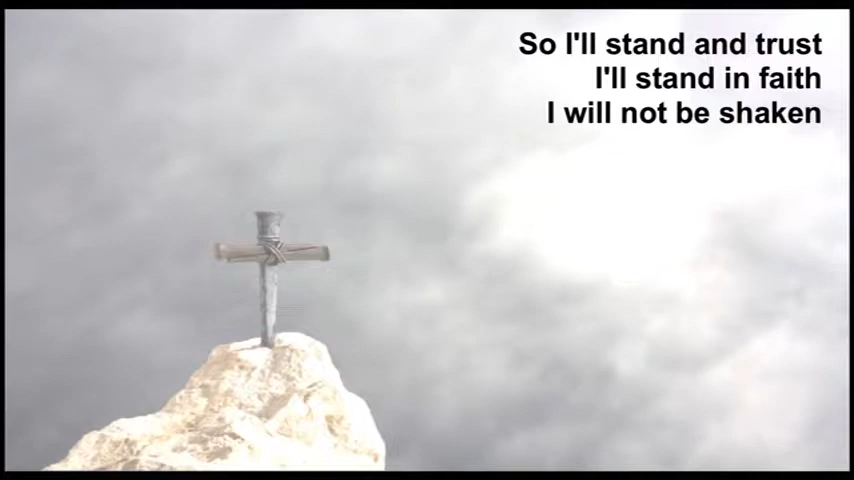 So I'll stand and trust
I'll stand in faith
I will not be shaken